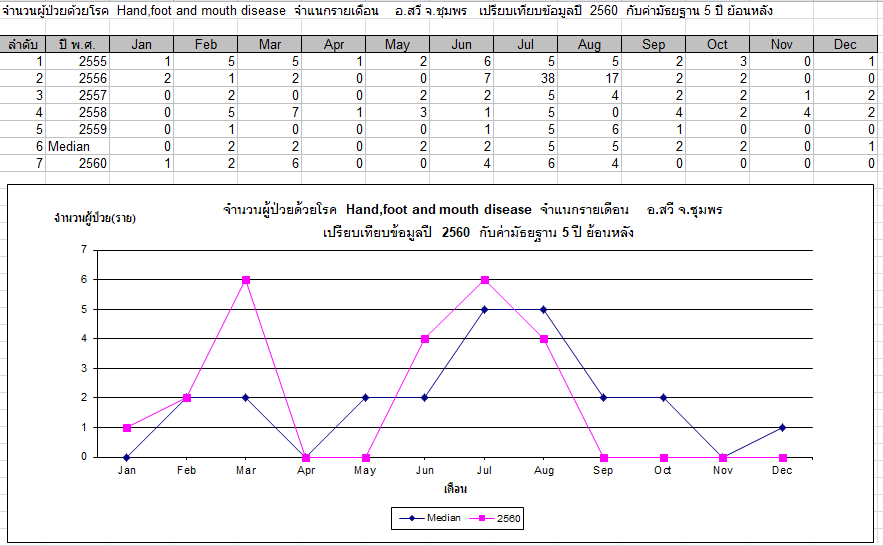 จำนวนผู้ป่วยด้วยโรค Hand,foot and mouth disease จำแนกรายเดือน อ.สวี จ.ชุมพร เปรียบเทียบข้อมูลปี 2560 กับค่ามัธยฐาน 5 ปี ย้อนหลัง
ลำดับ ปี พ.ศ. Jan Feb Mar Apr May Jun Jul Aug Sep Oct Nov Dec
1 2555 1 5 5 1 2 6 5 5 2 3 0 1
2 2556 2 1 2 0 0 7 38 17 2 2 0 0
3 2557 0 2 0 0 2 2 5 4 2 2 1 2
4 2558 0 5 7 1 3 1 5 0 4 2 4 2
5 2559 0 1 0 0 0 1 5 6 1 0 0 0
6 Median 0 2 2 0 2 2 5 5 2 2 0 1
7 2560 1 2 6 0 0 4 6 4 0 0 0 0
จำนวนผู้ป่วยด้วยโรค Hand,foot and mouth disease จำแนกรายเดือน อ.สวี จ.ชุมพร
เปรียบเทียบข้อมูลปี 2560 กับค่ามัธยฐาน 5 ปี ย้อนหลัง
จำนวนผู้ป่วย(ราย)
7
6
5
4
3
2
1
0
Jan Feb Mar Apr May Jun Jul Aug Sep Oct Nov Dec
เดือน
Median 2560